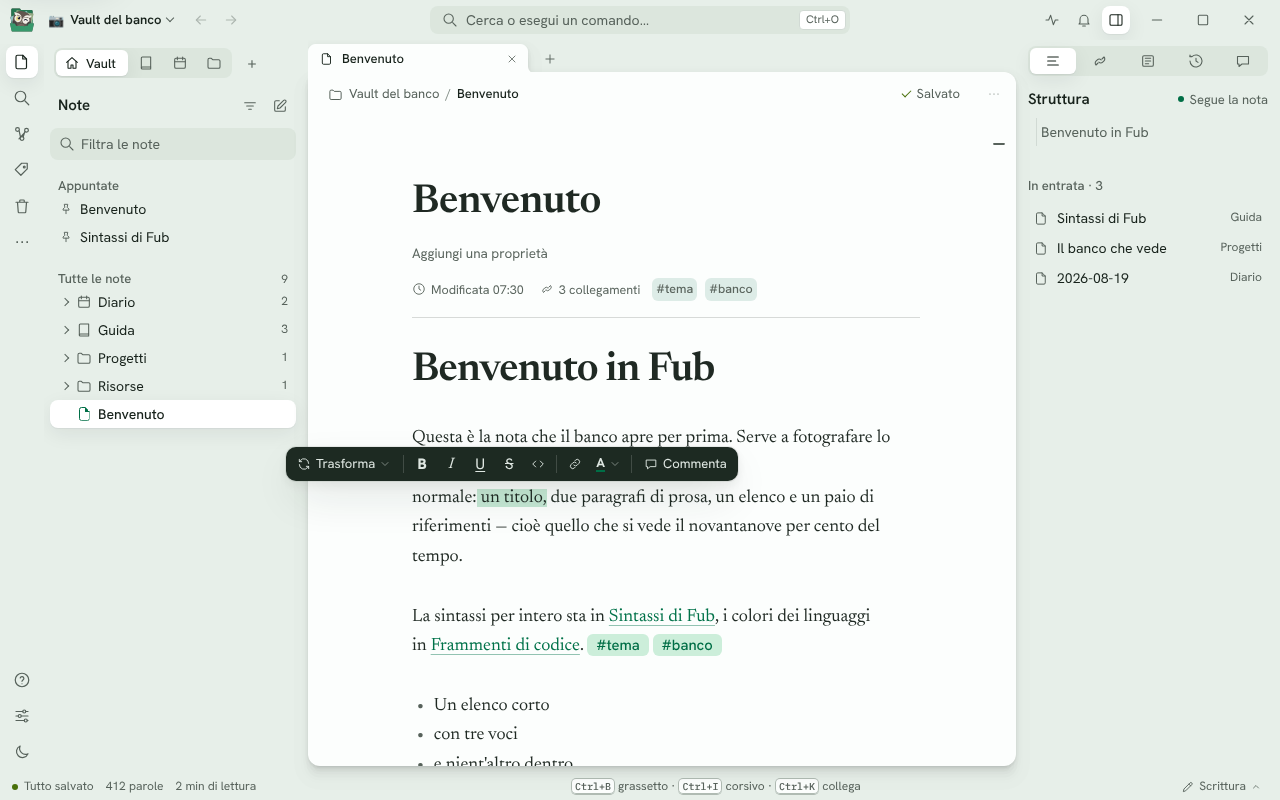 Vault del banco
Cerca o esegui un comando...
Ctrl+O
Vault
Benvenuto
Note
Filtra le note
Appuntate
Benvenuto
Sintassi di Fub
Tutte le note 9
Diario 2
Guida 3
Progetti 1
Risorse 1
Benvenuto
Vault del banco / Benvenuto
Salvato
Benvenuto
Aggiungi una proprietà
Modificata 07:30 3 collegamenti #tema #banco
Benvenuto in Fub
Questa è la nota che il banco apre per prima. Serve a fotografare lo
Trasforma B I U S A Commenta
normale: un titolo, due paragrafi di prosa, un elenco e un paio di
riferimenti — cioè quello che si vede il novantanove per cento del
tempo.
La sintassi per intero sta in Sintassi di Fub, i colori dei linguaggi
in Frammenti di codice. #tema #banco
• Un elenco corto
• con tre voci
• e nient'altro dentro
Struttura
Segue la nota
Benvenuto in Fub
In entrata · 3
Sintassi di Fub Guida
Il banco che vede Progetti
2026-08-19 Diario
Tutto salvato 412 parole 2 min di lettura
Ctrl+B grassetto · Ctrl+I corsivo · Ctrl+K collega
Scrittura